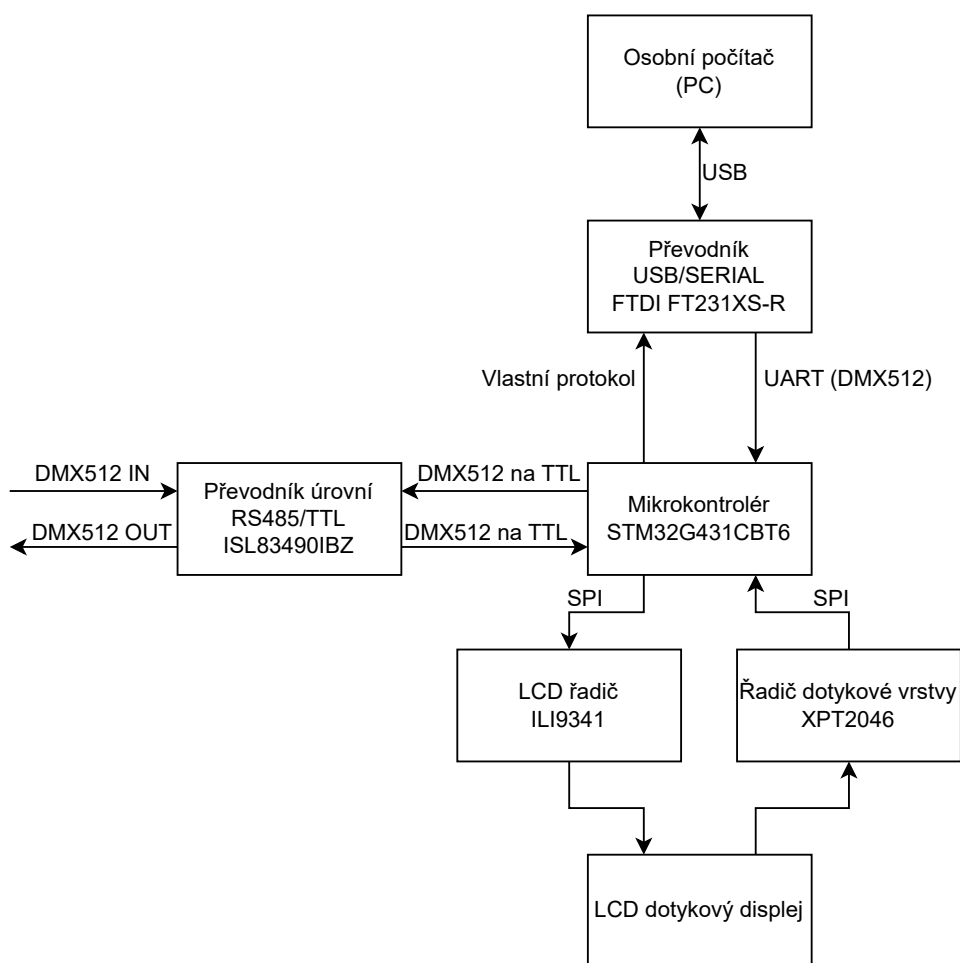 Osobní počítač
(PC)
USB
Převodník
USB/SERIAL
FTDI FT231XS-R
Vlastní protokol
UART (DMX512)
DMX512 IN
DMX512 OUT
Převodník úrovní
RS485/TTL
ISL83490IBZ
DMX512 na TTL
DMX512 na TTL
Mikrokontrolér
STM32G431CBT6
SPI
SPI
LCD řadič
ILI9341
Řadič dotykové vrstvy
XPT2046
LCD dotykový displej